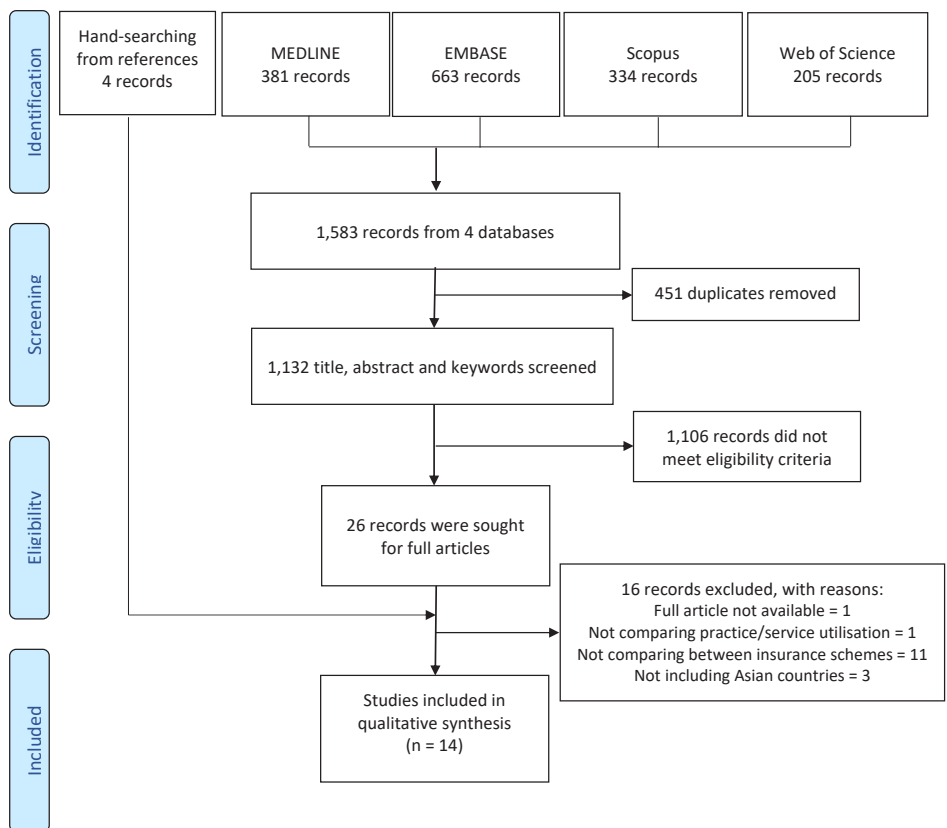 Identification
Hand-searching
from references
4 records
MEDLINE
381 records
EMBASE
663 records
Scopus
334 records
Web of Science
205 records
1,583 records from 4 databases
Screening
451 duplicates removed
1,132 title, abstract and keywords screened
1,106 records did not
meet eligibility criteria
Eligibility
26 records were sought
for full articles
16 records excluded, with reasons:
Full article not available = 1
Not comparing practice/service utilisation = 1
Not comparing between insurance schemes = 11
Not including Asian countries = 3
Included
Studies included in
qualitative synthesis
(n = 14)